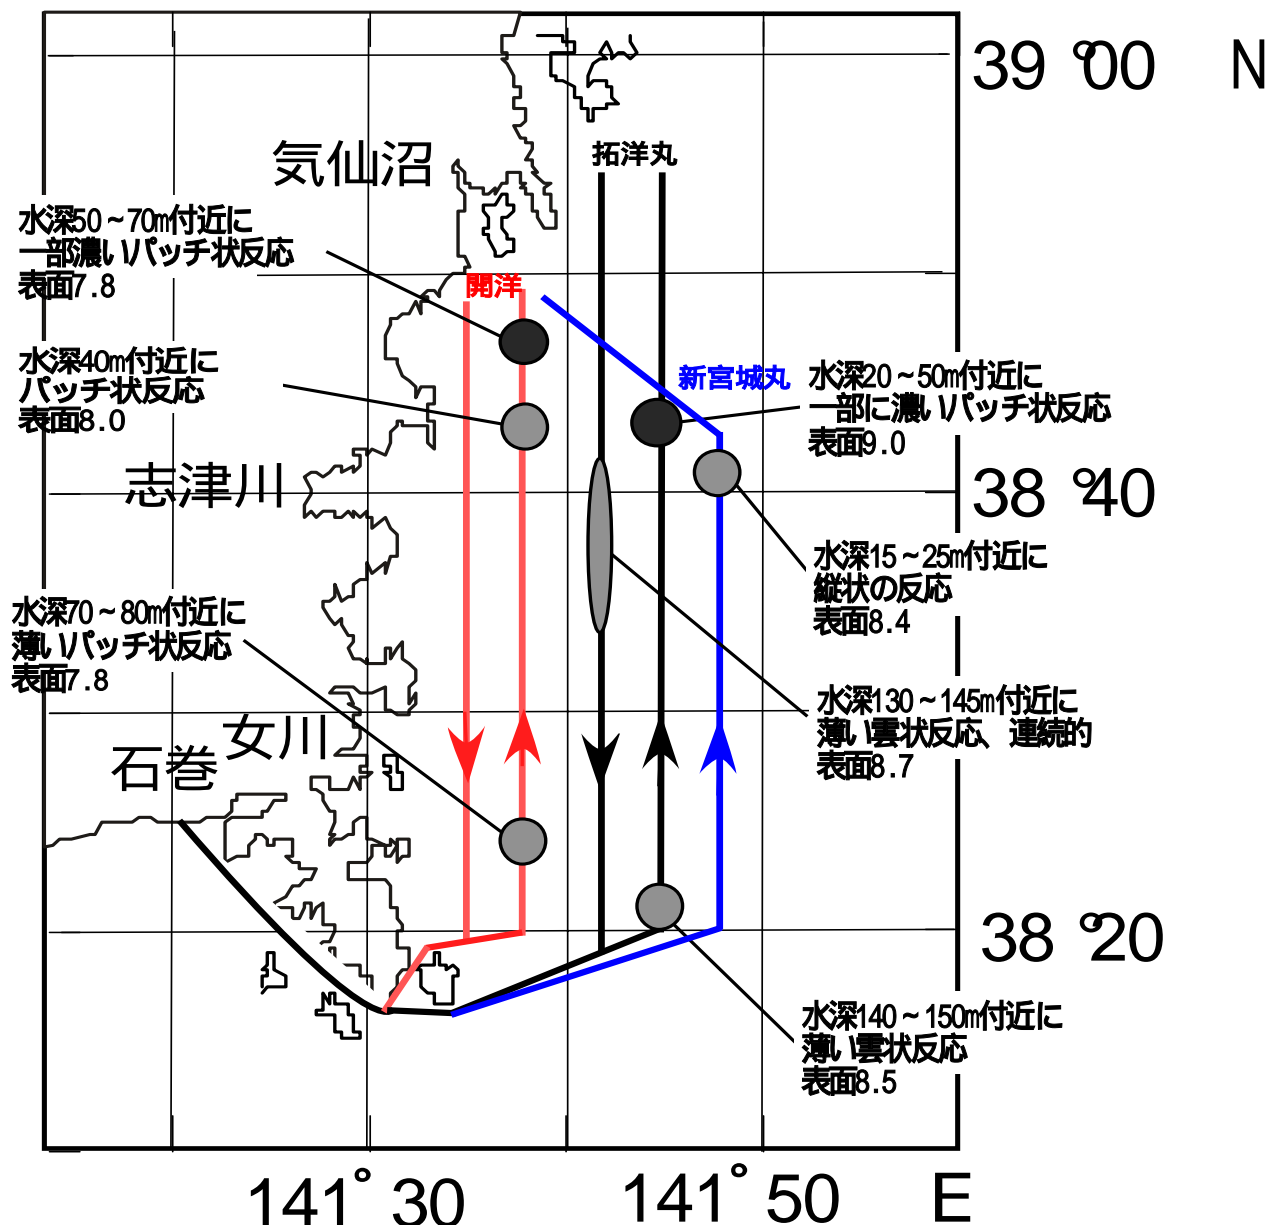 39°00 N
気仙沼
拓洋丸
水深50~70m付近に
一部濃いパッチ状反応
表面7.8
開洋
水深40m付近に
パッチ状反応
表面8.0
新宮城丸
水深20~50m付近に
一部に濃いパッチ状反応
表面9.0
志津川
38°40
水深15~25m付近に
縦状の反応
表面8.4
水深70~80m付近に
薄いパッチ状反応
表面7.8
水深130~145m付近に
薄い雲状反応、連続的
表面8.7
女川
石巻
38°20
水深140~150m付近に
薄い雲状反応
表面8.5
141°30
141°50 E